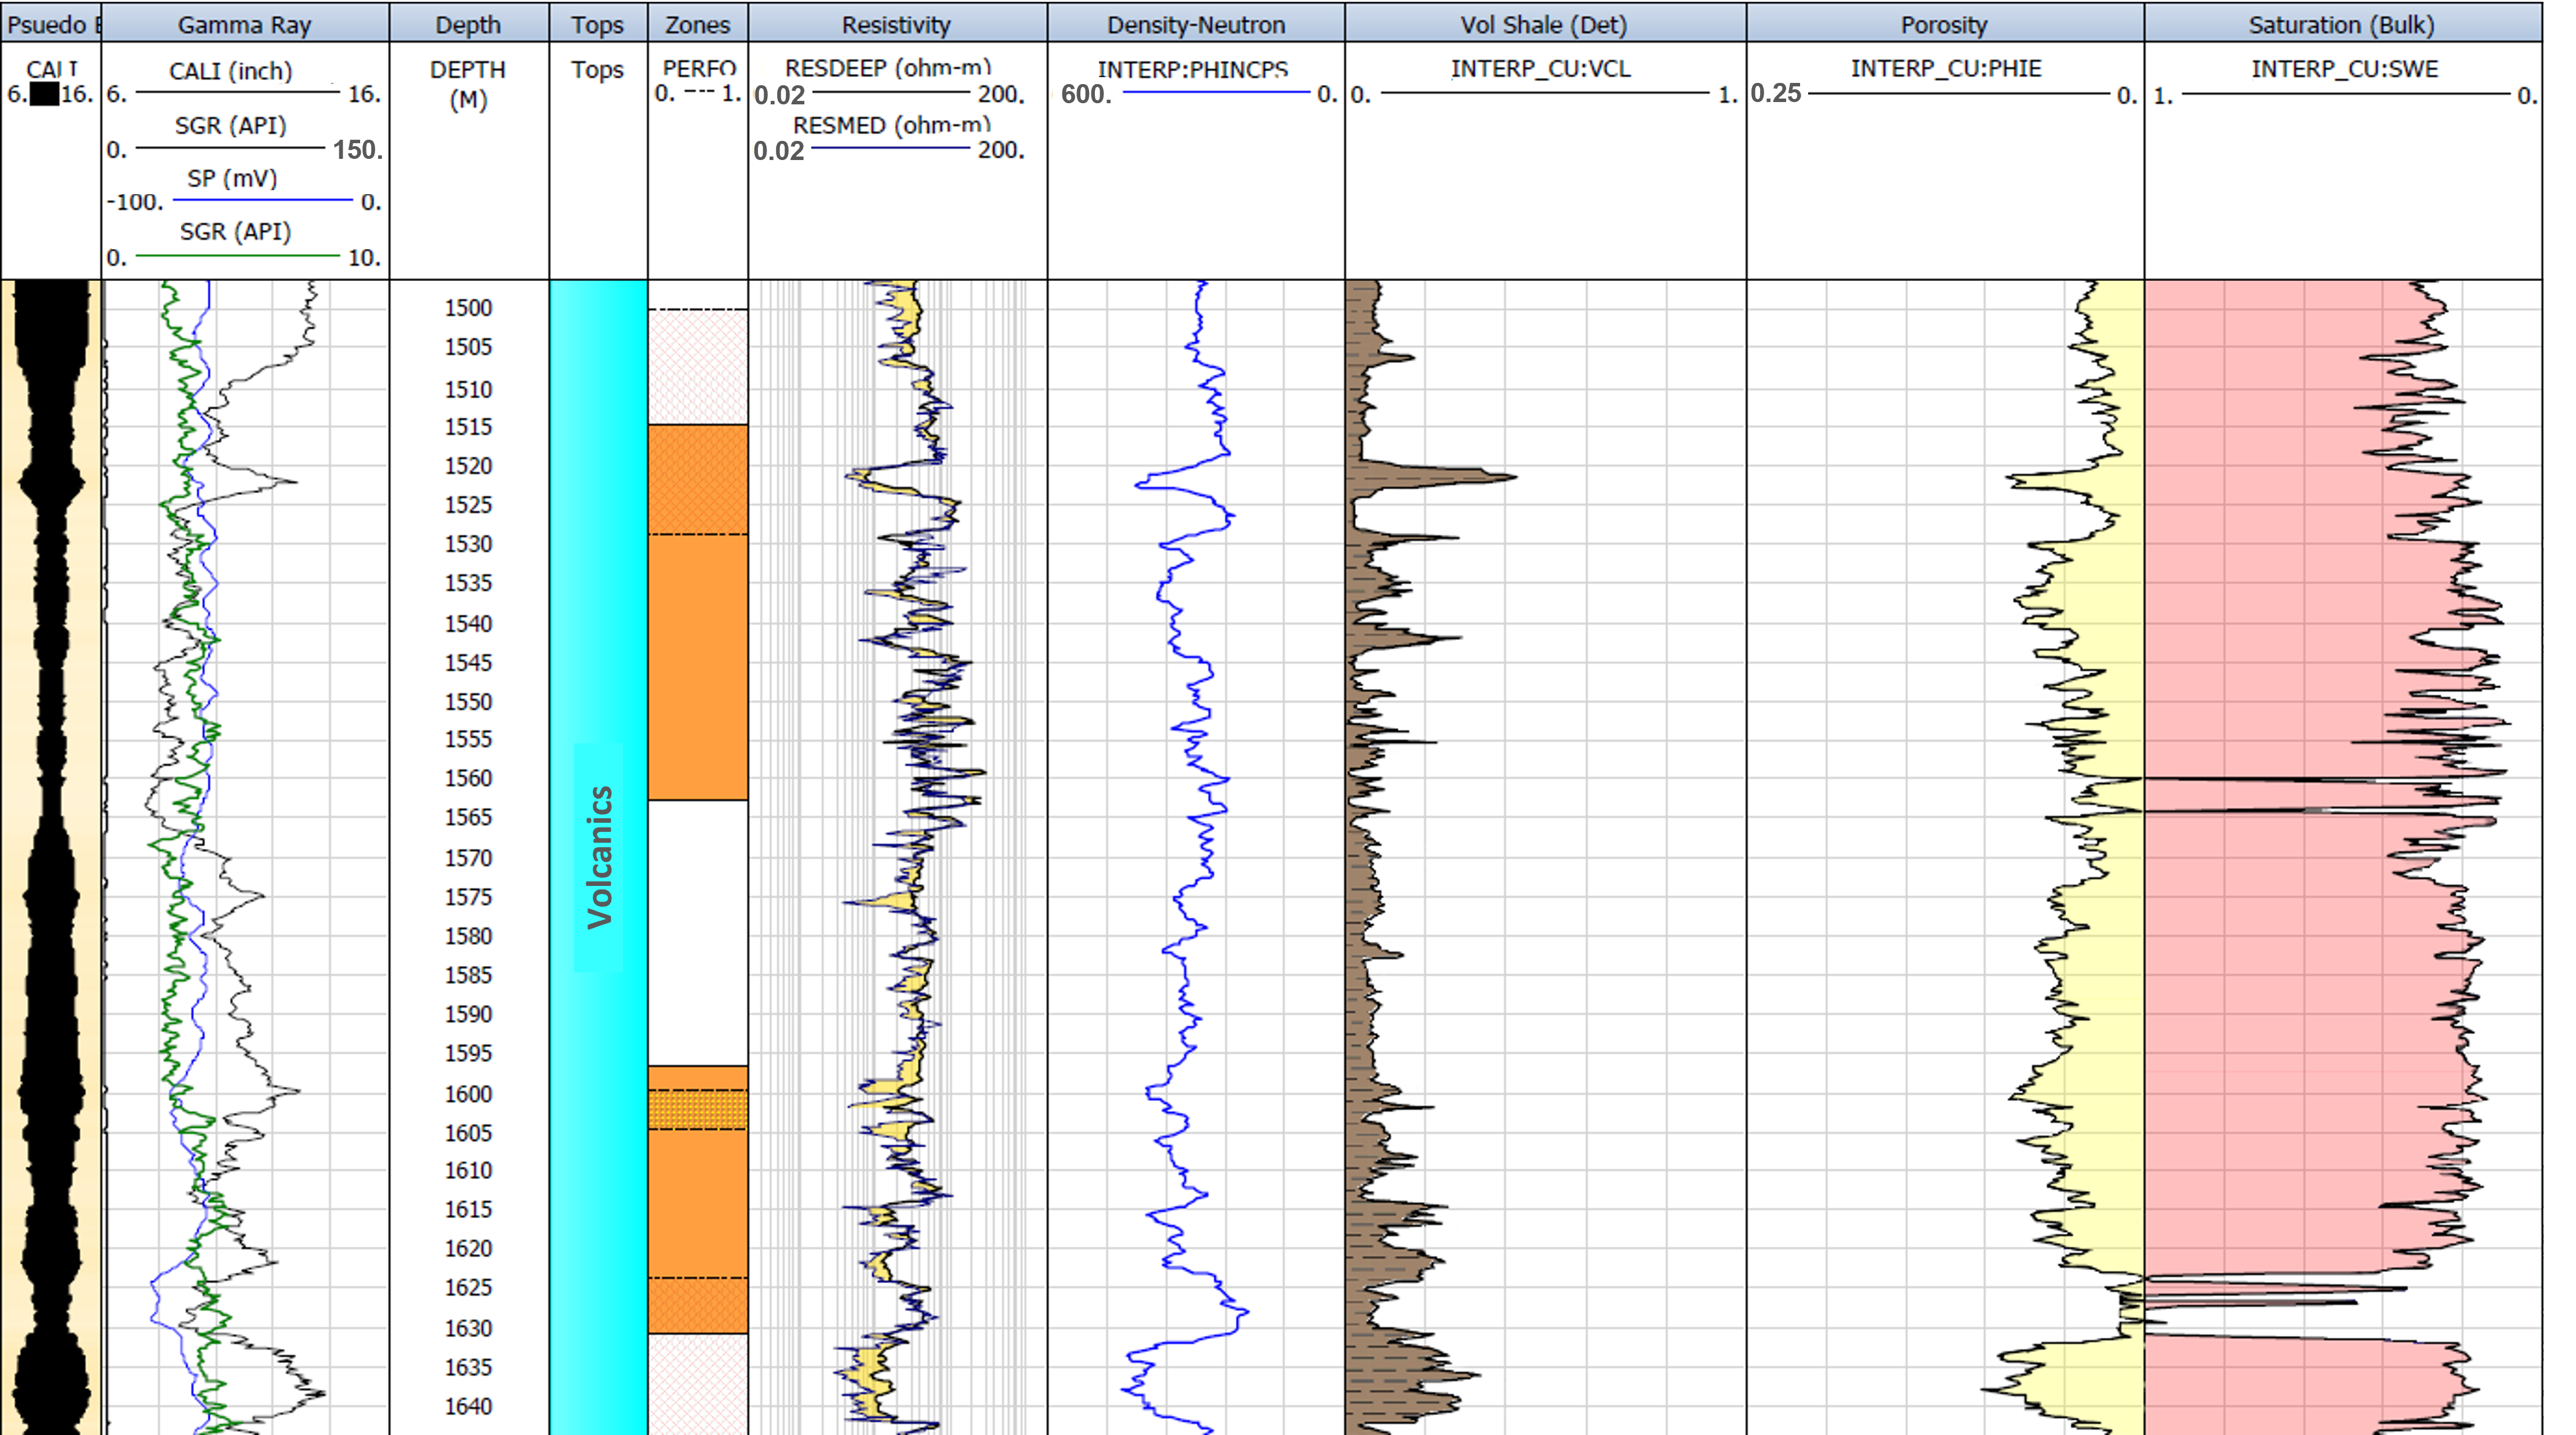 Psuedo E Gamma Ray Depth Tops Zones Resistivity Density-Neutron Vol Shale (Det) Porosity Saturation (Bulk)
CALI
6. 16.
CALI (inch)
6. 16.
SGR (API)
0. 150.
SP (mV)
-100. 0.
SGR (API)
0. 10.
DEPTH
(M)
Tops
PERFO
0. 1.
RESDEEP (ohm-m)
0.02 200.
RESMED (ohm-m)
0.02 200.
INTERP:PHINCPS
600. 0.
INTERP_CU:VCL
0. 1.
INTERP_CU:PHIE
0.25 0.
INTERP_CU:SWE
1. 0.
1500
1505
1510
1515
1520
1525
1530
1535
1540
1545
1550
1555
1560
1565
1570
1575
1580
1585
1590
1595
1600
1605
1610
1615
1620
1625
1630
1635
1640
Volcanics